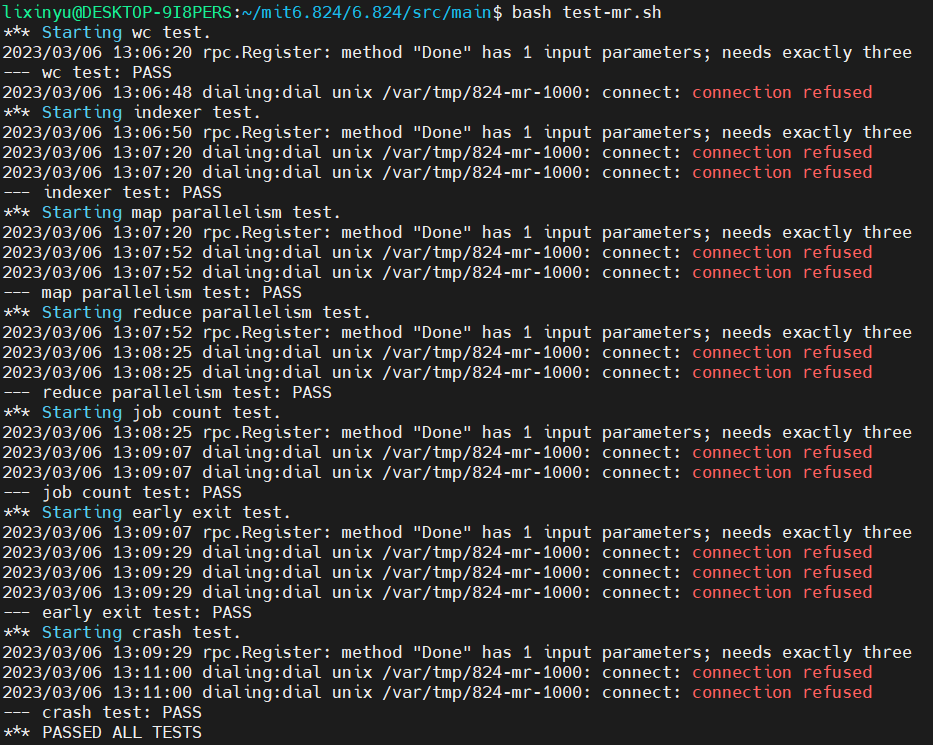 lixinyu@DESKTOP-9I8PERS:~/mit6.824/6.824/src/main$ bash test-mr.sh
*** Starting wc test.
2023/03/06 13:06:20 rpc.Register: method "Done" has 1 input parameters; needs exactly three
--- wc test: PASS
2023/03/06 13:06:48 dialing:dial unix /var/tmp/824-mr-1000: connect: connection refused
*** Starting indexer test.
2023/03/06 13:06:50 rpc.Register: method "Done" has 1 input parameters; needs exactly three
2023/03/06 13:07:20 dialing:dial unix /var/tmp/824-mr-1000: connect: connection refused
2023/03/06 13:07:20 dialing:dial unix /var/tmp/824-mr-1000: connect: connection refused
--- indexer test: PASS
*** Starting map parallelism test.
2023/03/06 13:07:20 rpc.Register: method "Done" has 1 input parameters; needs exactly three
2023/03/06 13:07:52 dialing:dial unix /var/tmp/824-mr-1000: connect: connection refused
2023/03/06 13:07:52 dialing:dial unix /var/tmp/824-mr-1000: connect: connection refused
--- map parallelism test: PASS
*** Starting reduce parallelism test.
2023/03/06 13:07:52 rpc.Register: method "Done" has 1 input parameters; needs exactly three
2023/03/06 13:08:25 dialing:dial unix /var/tmp/824-mr-1000: connect: connection refused
2023/03/06 13:08:25 dialing:dial unix /var/tmp/824-mr-1000: connect: connection refused
--- reduce parallelism test: PASS
*** Starting job count test.
2023/03/06 13:08:25 rpc.Register: method "Done" has 1 input parameters; needs exactly three
2023/03/06 13:09:07 dialing:dial unix /var/tmp/824-mr-1000: connect: connection refused
2023/03/06 13:09:07 dialing:dial unix /var/tmp/824-mr-1000: connect: connection refused
--- job count test: PASS
*** Starting early exit test.
2023/03/06 13:09:07 rpc.Register: method "Done" has 1 input parameters; needs exactly three
2023/03/06 13:09:29 dialing:dial unix /var/tmp/824-mr-1000: connect: connection refused
2023/03/06 13:09:29 dialing:dial unix /var/tmp/824-mr-1000: connect: connection refused
2023/03/06 13:09:29 dialing:dial unix /var/tmp/824-mr-1000: connect: connection refused
--- early exit test: PASS
*** Starting crash test.
2023/03/06 13:09:29 rpc.Register: method "Done" has 1 input parameters; needs exactly three
2023/03/06 13:11:00 dialing:dial unix /var/tmp/824-mr-1000: connect: connection refused
2023/03/06 13:11:00 dialing:dial unix /var/tmp/824-mr-1000: connect: connection refused
--- crash test: PASS
*** PASSED ALL TESTS